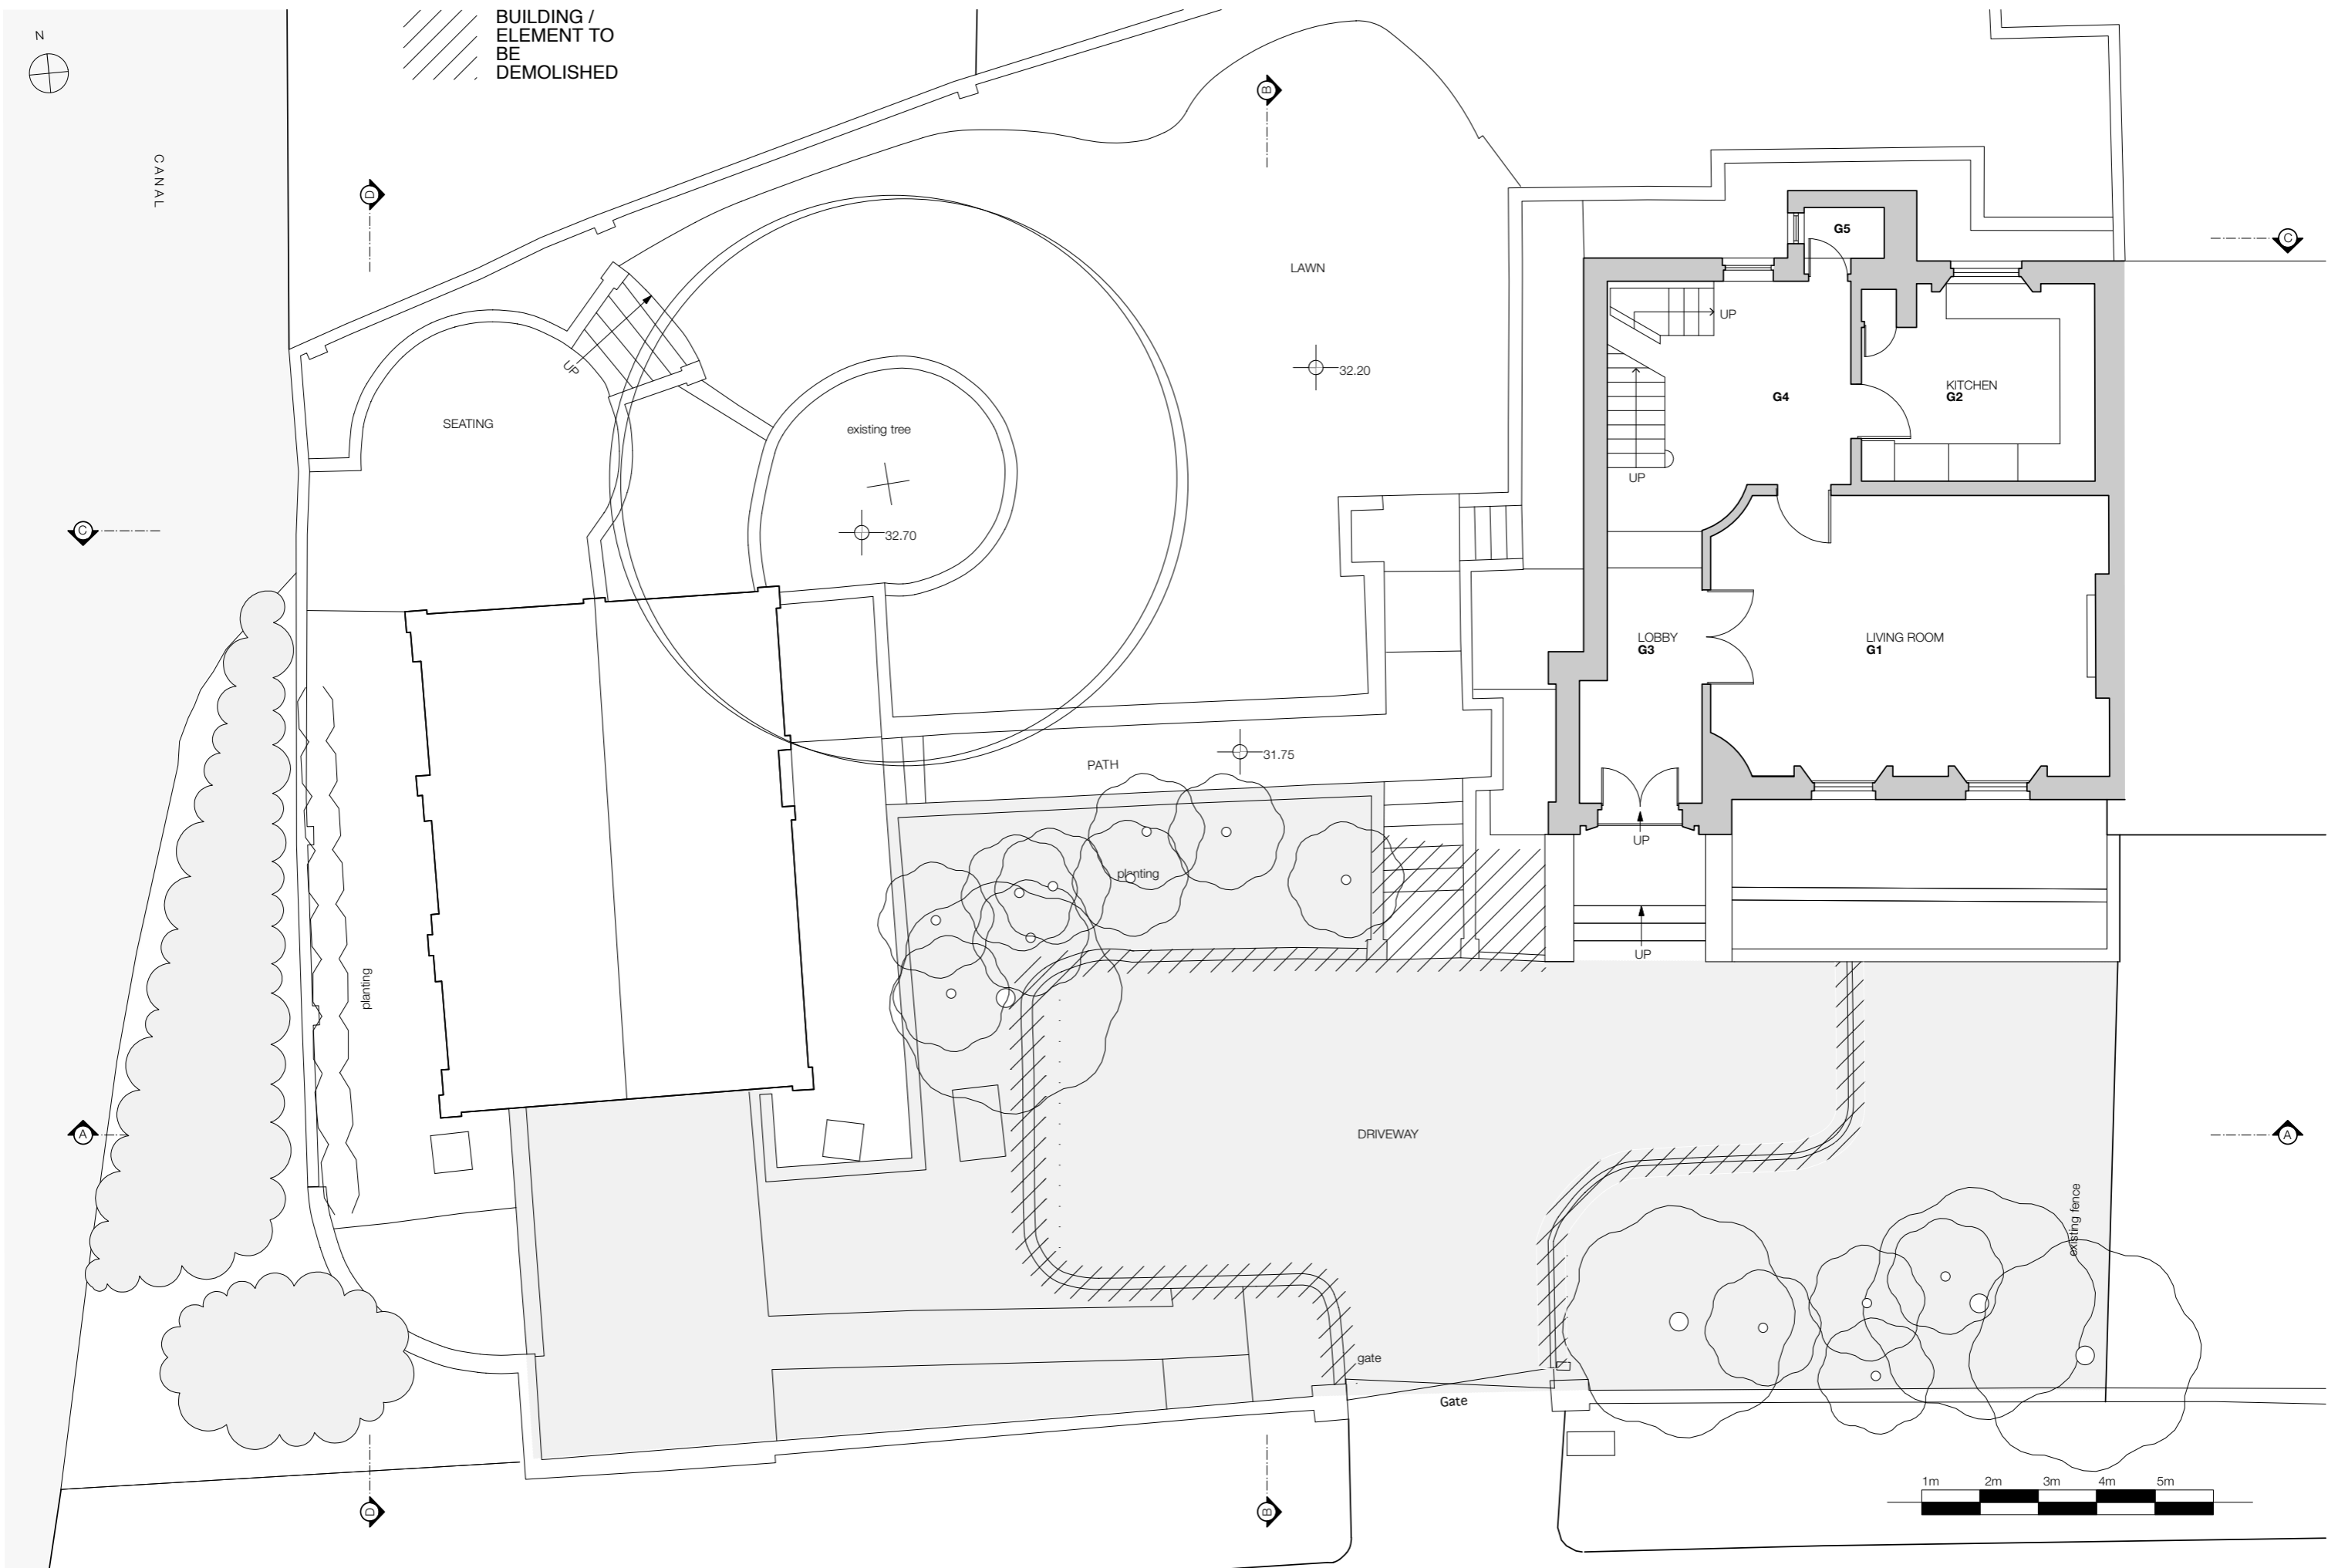 BUILDING /
ELEMENT TO
BE
DEMOLISHED
N
CANAL
B
D
C
G5
LAWN
32.20
UP
KITCHEN
G2
G4
SEATING
UP
existing tree
UP
32.70
C
LOBBY
G3
LIVING ROOM
G1
PATH
31.75
UP
planting
UP
planting
A
DRIVEWAY
A
existing fence
gate
Gate
1m 2m 3m 4m 5m
D
B